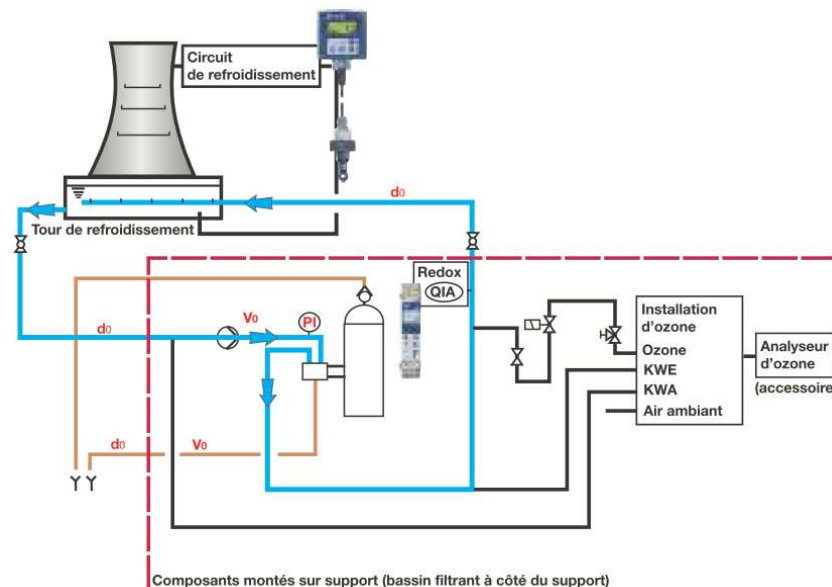 Circuit
de refroidissement
d0
Tour de refroidissement
Redox
QIA
V0
d0
PI
Installation
d'ozone
Ozone
KWE
KWA
Air ambiant
Analyseur
d'ozone
(accessoire
d0
V0
Composants montés sur support (bassin filtrant à côté du support)